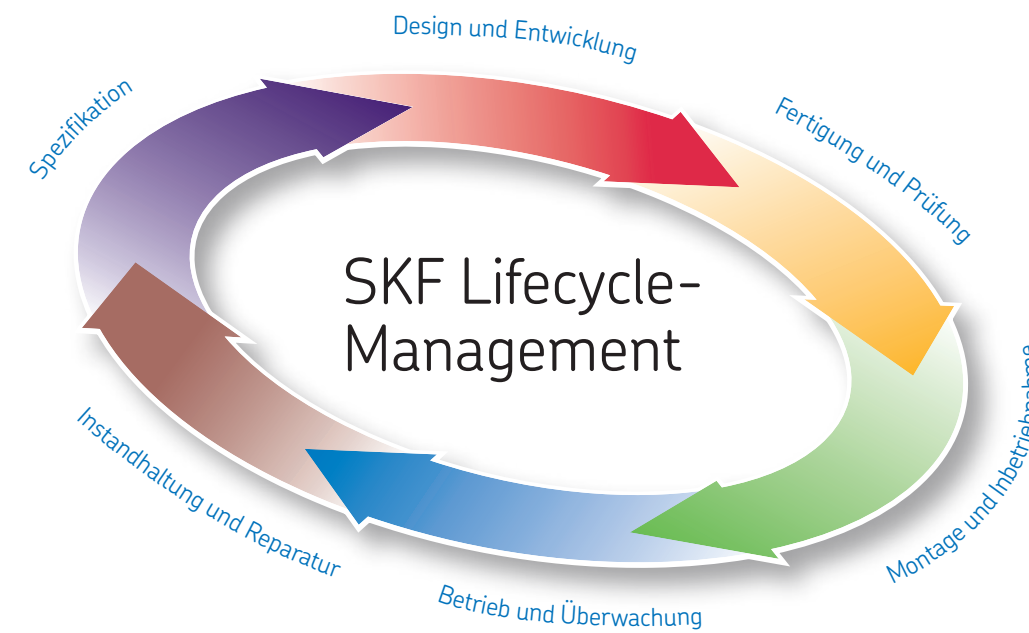 Design und Entwicklung
Spezifikation
Fertigung und Prüfung
SKF Lifecycle-
Management
Montage und Inbetriebnahme
Instandhaltung und Reparatur
Betrieb und Überwachung